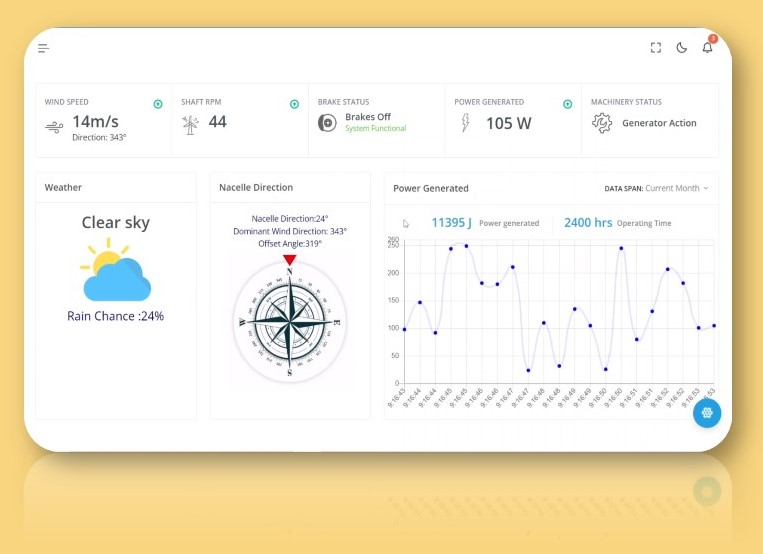 3
WIND SPEED
14m/s
Direction: 343°
SHAFT RPM
44
BRAKE STATUS
Brakes Off
System Functional
POWER GENERATED
105 W
MACHINERY STATUS
Generator Action
Weather
Clear sky
Rain Chance :24%
Nacelle Direction
Nacelle Direction:24°
Dominant Wind Direction: 343°
Offset Angle:319°
N
W
E
S
Power Generated
DATA SPAN: Current Month
11395 J Power generated
2400 hrs Operating Time
260
250
200
150
100
50
0
9:16:43 9:16:44 9:16:44 9:16:45 9:16:45 9:16:46 9:16:46 9:16:47 9:16:47 9:16:48 9:16:48 9:16:49 9:16:49 9:16:50 9:16:50 9:16:51 9:16:51 9:16:52 9:16:52 9:16:53